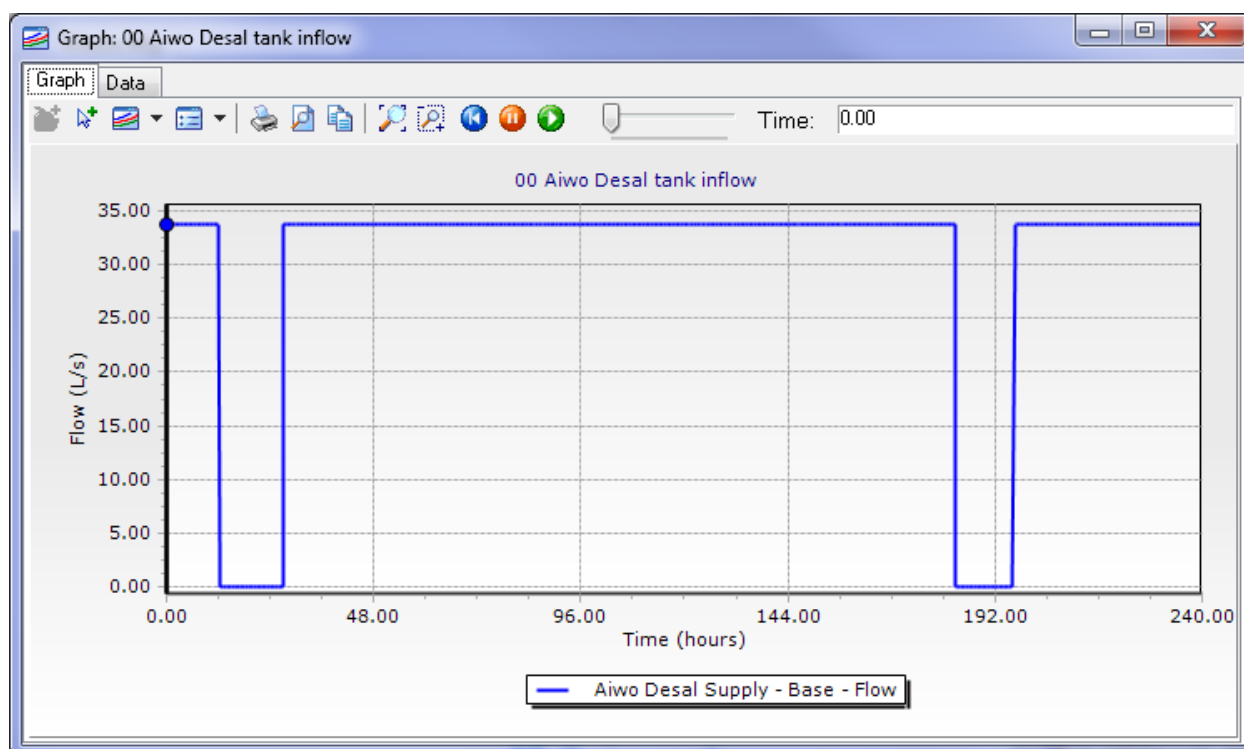 Graph: 00 Aiwo Desal tank inflow
Graph Data
Time: 0.00
00 Aiwo Desal tank inflow
35.00
30.00
25.00
20.00
15.00
10.00
5.00
0.00
Flow (L/s)
0.00 48.00 96.00 144.00 192.00 240.00
Time (hours)
Aiwo Desal Supply - Base - Flow